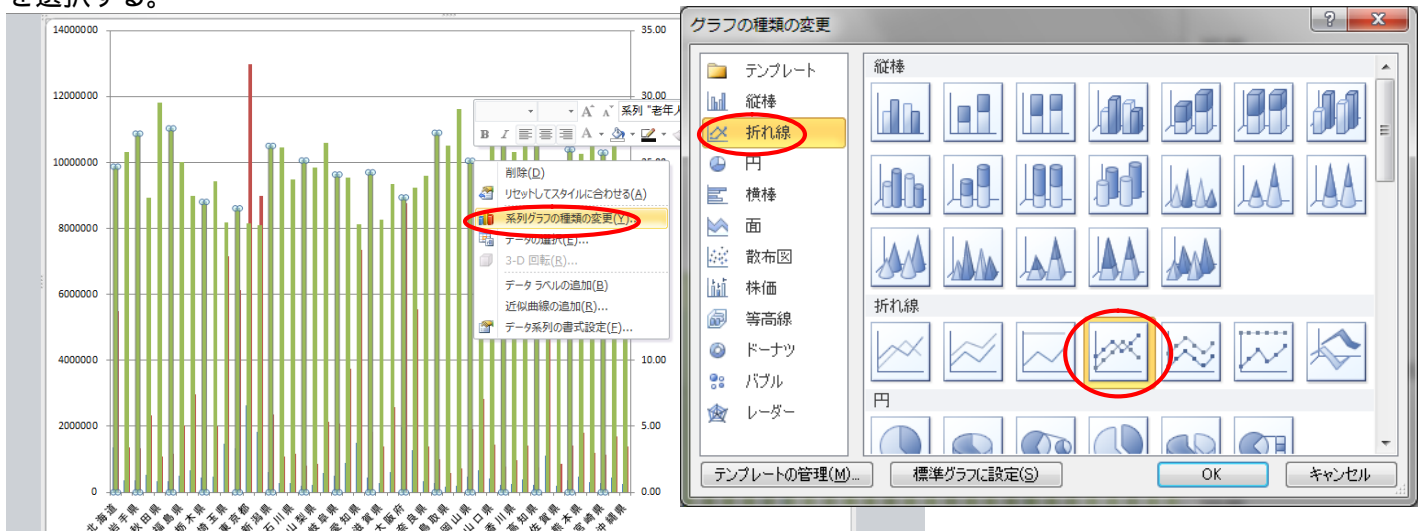 を選択する。
14000000
12000000
10000000
8000000
6000000
4000000
2000000
0
35.00
30.00
10.00
5.00
0.00
系列 "老年人
B I
削除(D)
リセットしてスタイルに合わせる(A)
系列グラフの種類の変更(Y)...
データの選択(E)...
3-D 回転(R)...
データ ラベルの追加(B)
近似曲線の追加(R)...
データ系列の書式設定(F)...
北海道
岩手県
秋田県
福島県
栃木県
埼玉県
東京都
新潟県
石川県
山梨県
岐阜県
愛知県
滋賀県
大阪府
奈良県
鳥取県
岡山県
山口県
香川県
高知県
佐賀県
熊本県
宮崎県
沖縄県
グラフの種類の変更
テンプレート
縦棒
折れ線
円
横棒
面
散布図
株価
等高線
ドーナツ
バブル
レーダー
縦棒
折れ線
円
テンプレートの管理(M)...
標準グラフに設定(S)
OK
キャンセル